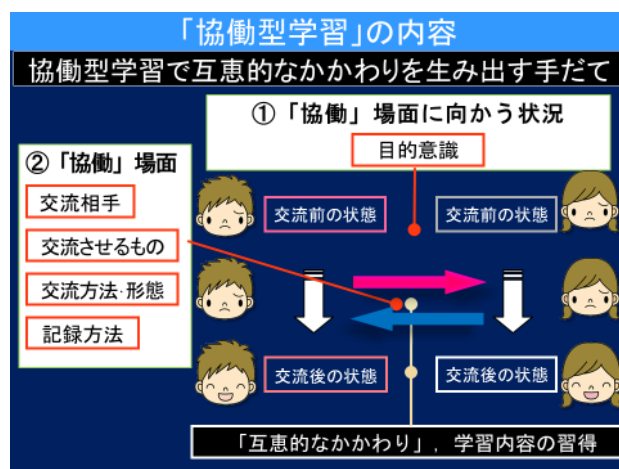 「協働型学習」の内容
協働型学習で互恵的なかかわりを生み出す手だて
①「協働」場面に向かう状況
目的意識
②「協働」場面
交流相手
交流させるもの
交流方法・形態
記録方法
交流前の状態
交流前の状態
交流後の状態
交流後の状態
「互恵的なかかわり」，学習内容の習得